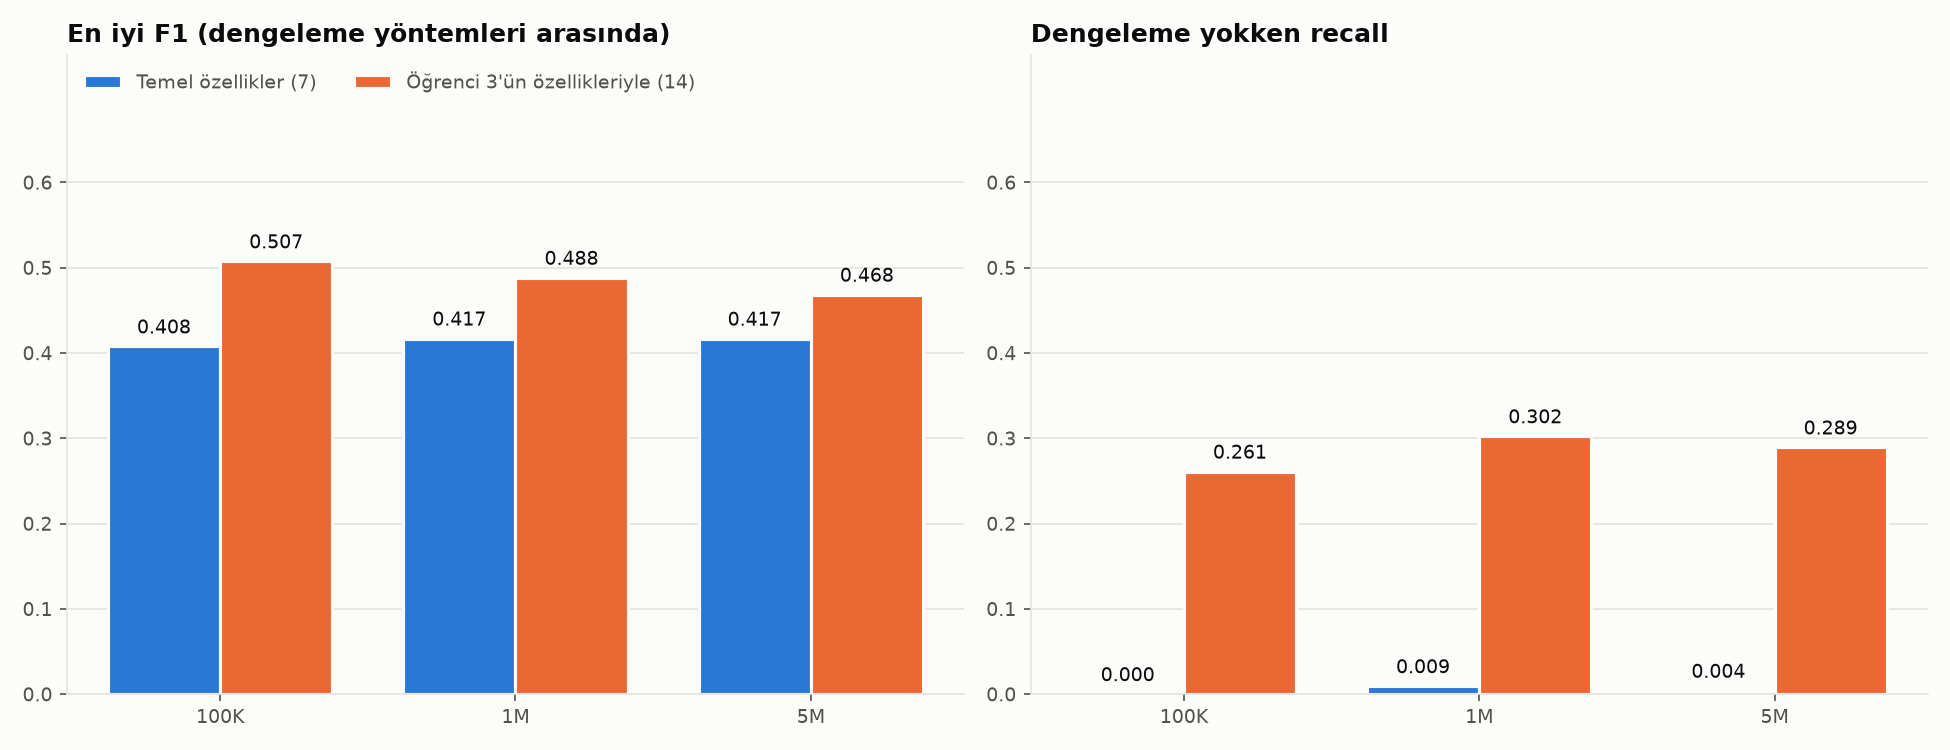 En iyi F1 (dengeleme yöntemleri arasında)
Temel özellikler (7)
Öğrenci 3'ün özellikleriyle (14)
0.6
0.5
0.4
0.3
0.2
0.1
0.0
0.408
0.507
0.417
0.488
0.417
0.468
100K
1M
5M
Dengeleme yokken recall
0.6
0.5
0.4
0.3
0.2
0.1
0.0
0.000
0.261
0.009
0.302
0.004
0.289
100K
1M
5M